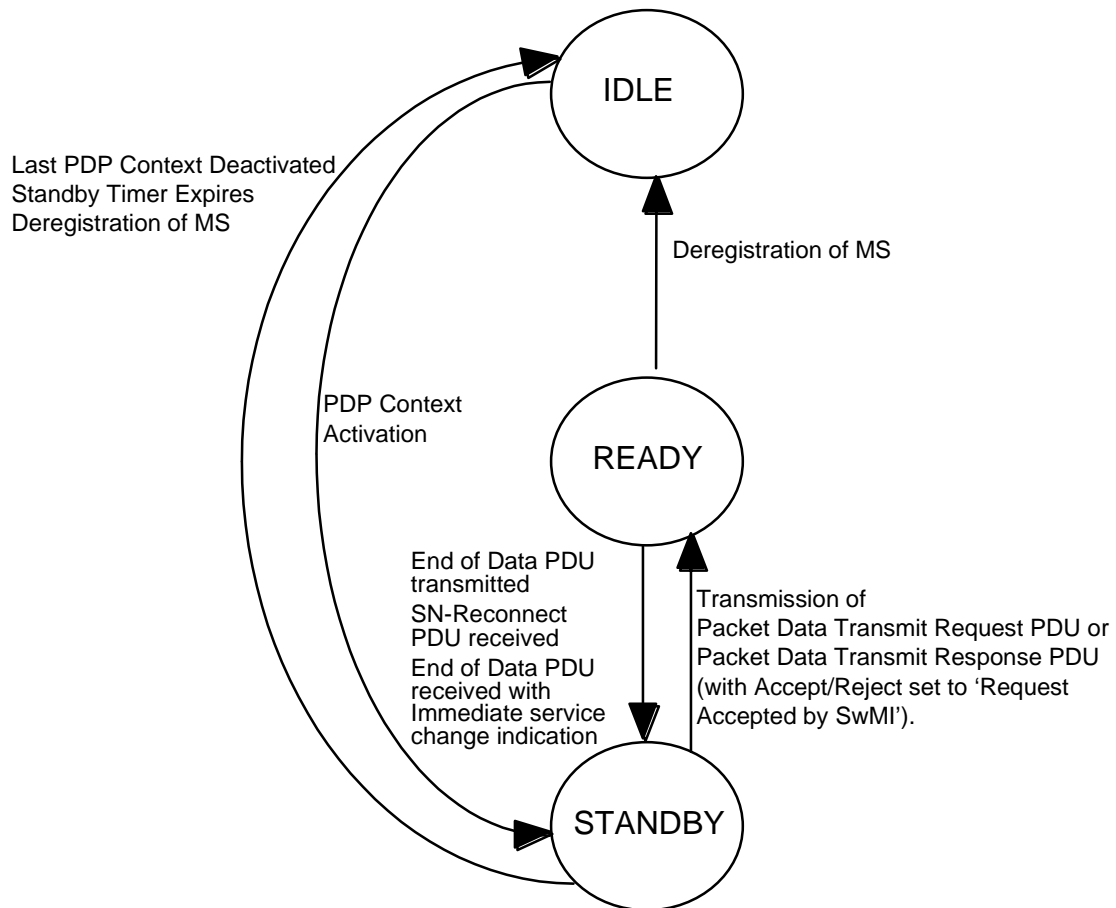 IDLE
Last PDP Context Deactivated
Standby Timer Expires
Deregistration of MS
Deregistration of MS
PDP Context
Activation
READY
End of Data PDU
transmitted
SN-Reconnect
PDU received
End of Data PDU
received with
Immediate service
change indication
Transmission of
Packet Data Transmit Request PDU or
Packet Data Transmit Response PDU
(with Accept/Reject set to ‘Request
Accepted by SwMI’).
STANDBY